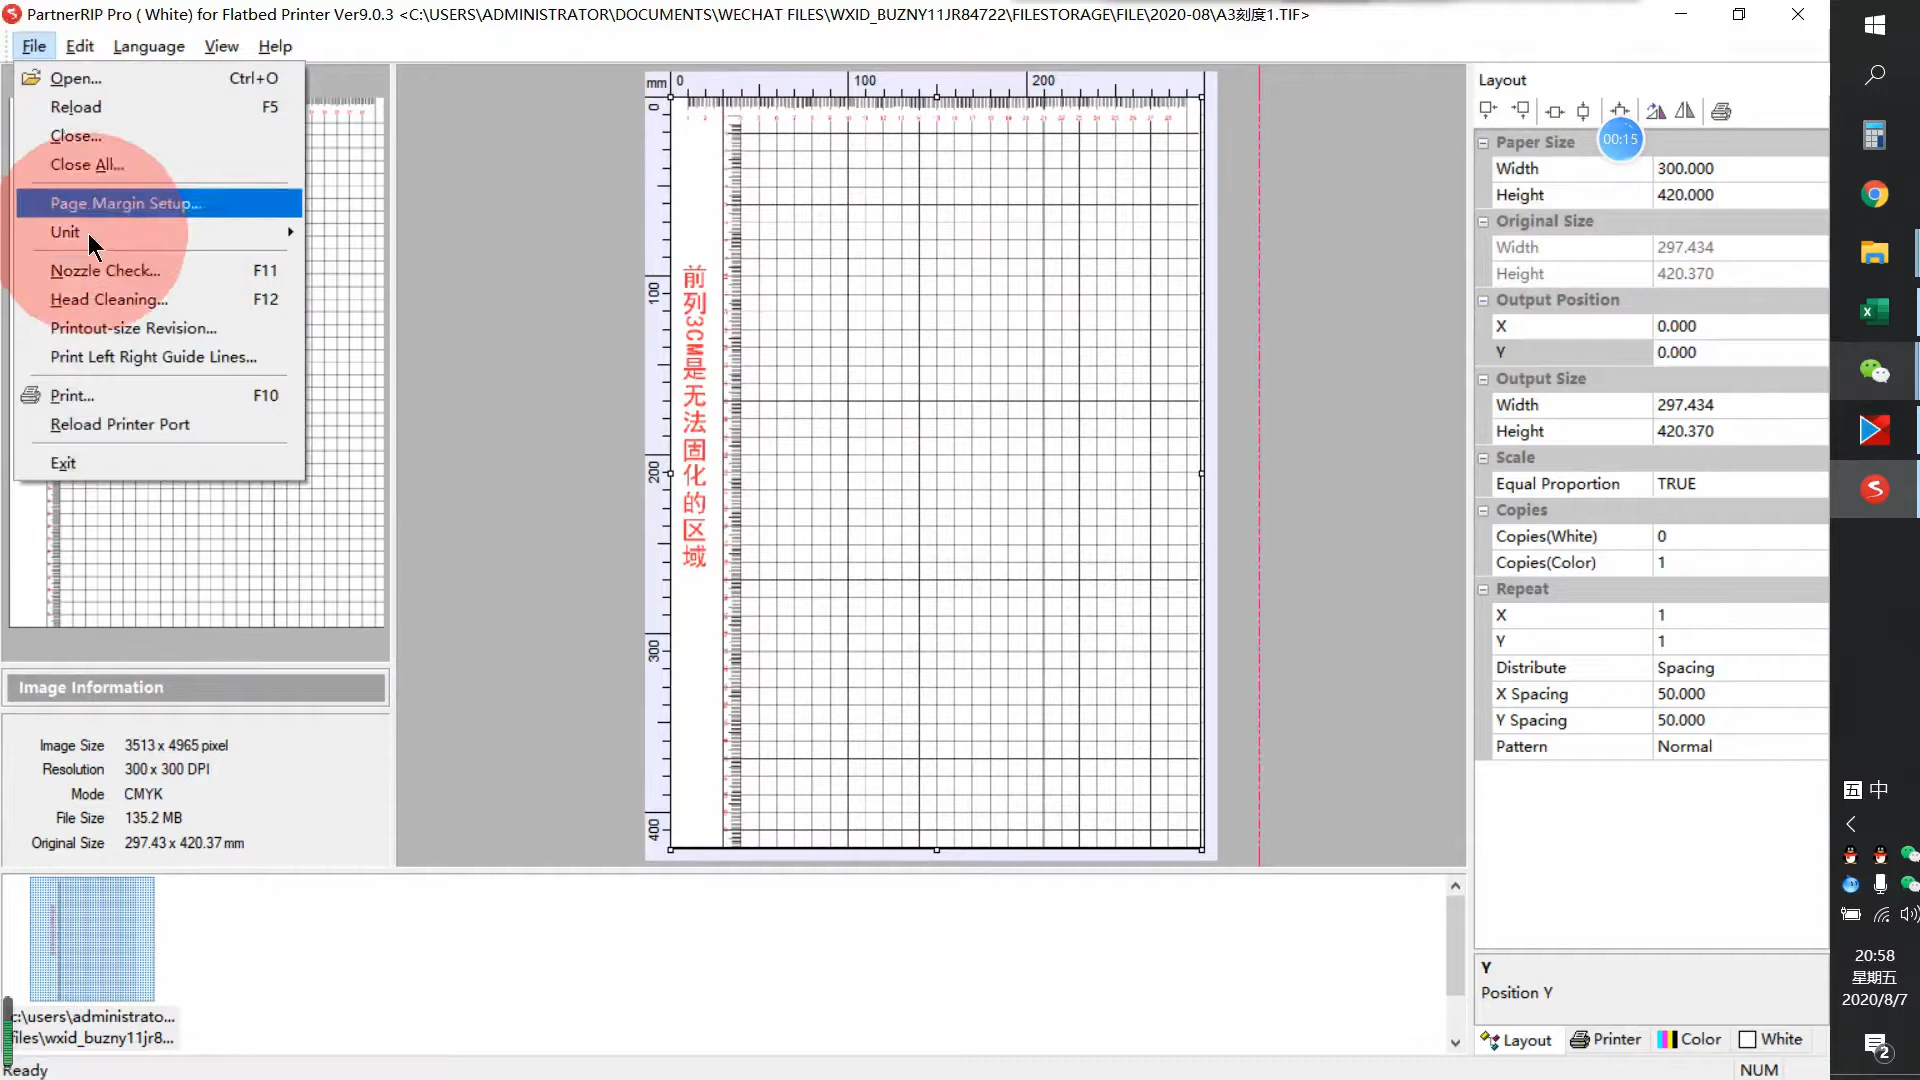 PartnerRIP Pro ( White) for Flatbed Printer Ver9.0.3 <C:\USERS\ADMINISTRATOR\DOCUMENTS\WECHAT FILES\WXID_BUZNY11JR84722\FILESTORAGE\FILE\2020-08\A3刻度1.TIF>
File Edit Language View Help
Open... Ctrl+O
Reload F5
Close...
Close All...
Page Margin Setup...
Unit
Nozzle Check... F11
Head Cleaning... F12
Printout-size Revision...
Print Left Right Guide Lines...
Print... F10
Reload Printer Port
Exit
mm 0 100 200
0
100
200
300
400
前列3CM是无法固化的区域
Image Information
Image Size 3513 x 4965 pixel
Resolution 300 x 300 DPI
Mode CMYK
File Size 135.2 MB
Original Size 297.43 x 420.37 mm
c:\users\administrato...
files\wxid_buzny11jr8...
Ready
Layout
00:15
Paper Size
Width 300.000
Height 420.000
Original Size
Width 297.434
Height 420.370
Output Position
X 0.000
Y 0.000
Output Size
Width 297.434
Height 420.370
Scale
Equal Proportion TRUE
Copies
Copies(White) 0
Copies(Color) 1
Repeat
X 1
Y 1
Distribute Spacing
X Spacing 50.000
Y Spacing 50.000
Pattern Normal
Y
Position Y
Layout Printer Color White
NUM
五 中
20:58
星期五
2020/8/7
2